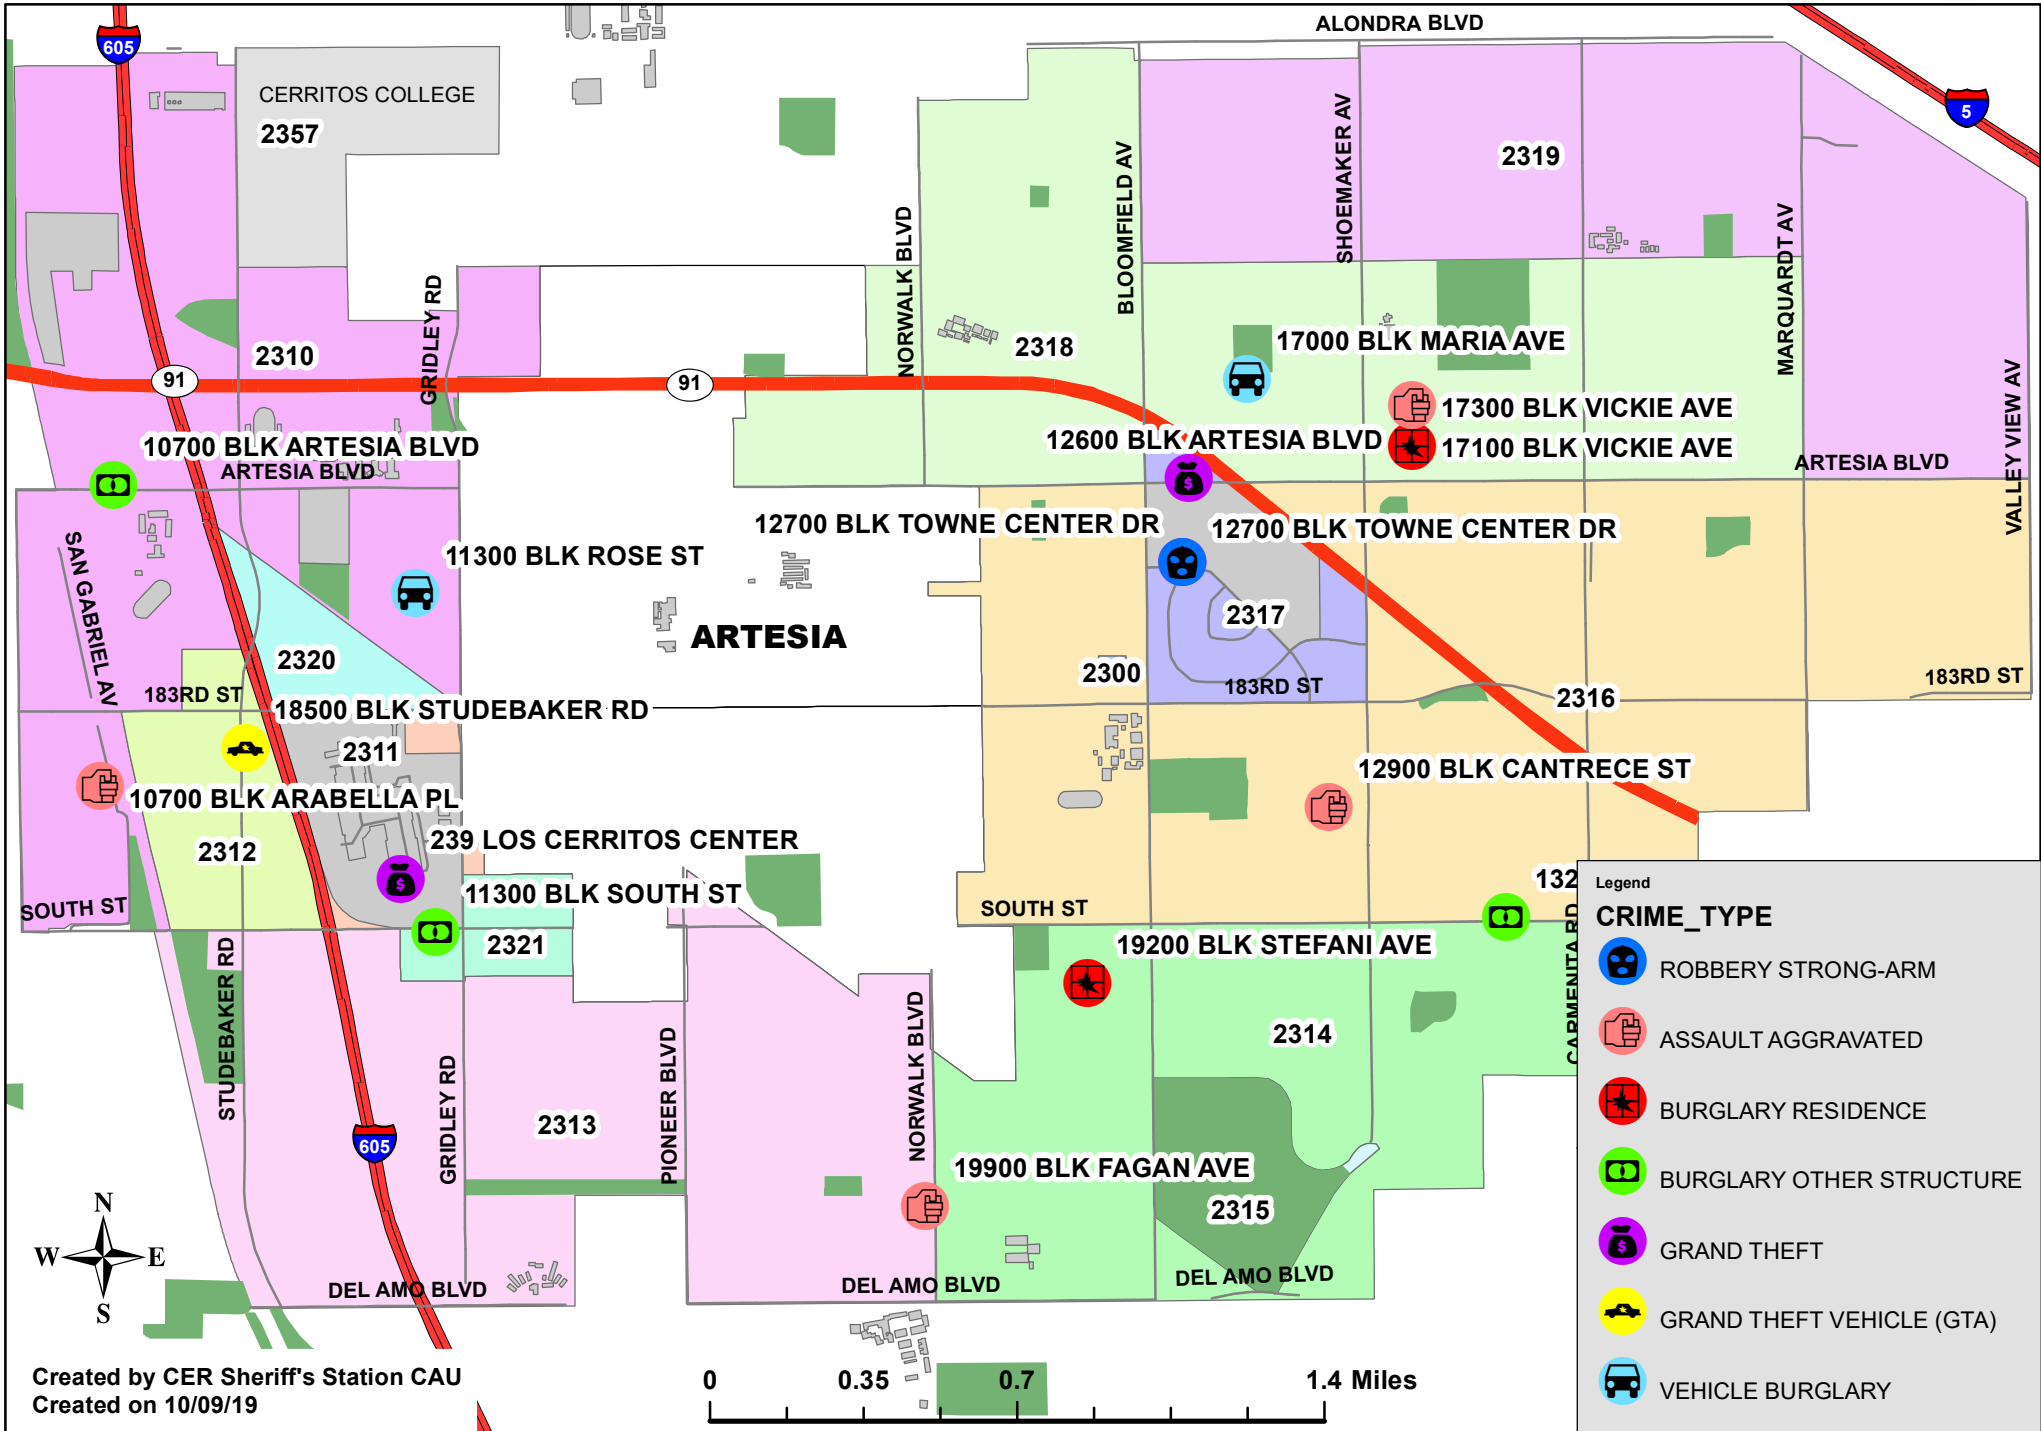 ALONDRA BLVD
605
5
CERRITOS COLLEGE
2357
SHOEMAKER AV
BLOOMFIELD AV
2319
NORWALK BLVD
MARQUARDT AV
GRIDLEY RD
2310
2318
17000 BLK MARIA AVE
VALLEY VIEW AV
91
91
17300 BLK VICKIE AVE
10700 BLK ARTESIA BLVD
12600 BLK ARTESIA BLVD
17100 BLK VICKIE AVE
ARTESIA BLVD
ARTESIA BLVD
12700 BLK TOWNE CENTER DR
12700 BLK TOWNE CENTER DR
SAN GABRIEL AV
11300 BLK ROSE ST
ARTESIA
2317
2320
2300
183RD ST
183RD ST
183RD ST
2316
18500 BLK STUDEBAKER RD
2311
12900 BLK CANTRECE ST
10700 BLK ARABELLA PL
239 LOS CERRITOS CENTER
2312
132
11300 BLK SOUTH ST
SOUTH ST
SOUTH ST
CARMENITA RD
2321
19200 BLK STEFANI AVE
STUDEBAKER RD
2314
NORWALK BLVD
PIONEER BLVD
GRIDLEY RD
2313
605
19900 BLK FAGAN AVE
2315
N
W E
S
DEL AMO BLVD
DEL AMO BLVD
DEL AMO BLVD
Legend
CRIME_TYPE
ROBBERY STRONG-ARM
ASSAULT AGGRAVATED
BURGLARY RESIDENCE
BURGLARY OTHER STRUCTURE
GRAND THEFT
GRAND THEFT VEHICLE (GTA)
VEHICLE BURGLARY
Created by CER Sheriff's Station CAU
Created on 10/09/19
0 0.35 0.7 1.4 Miles